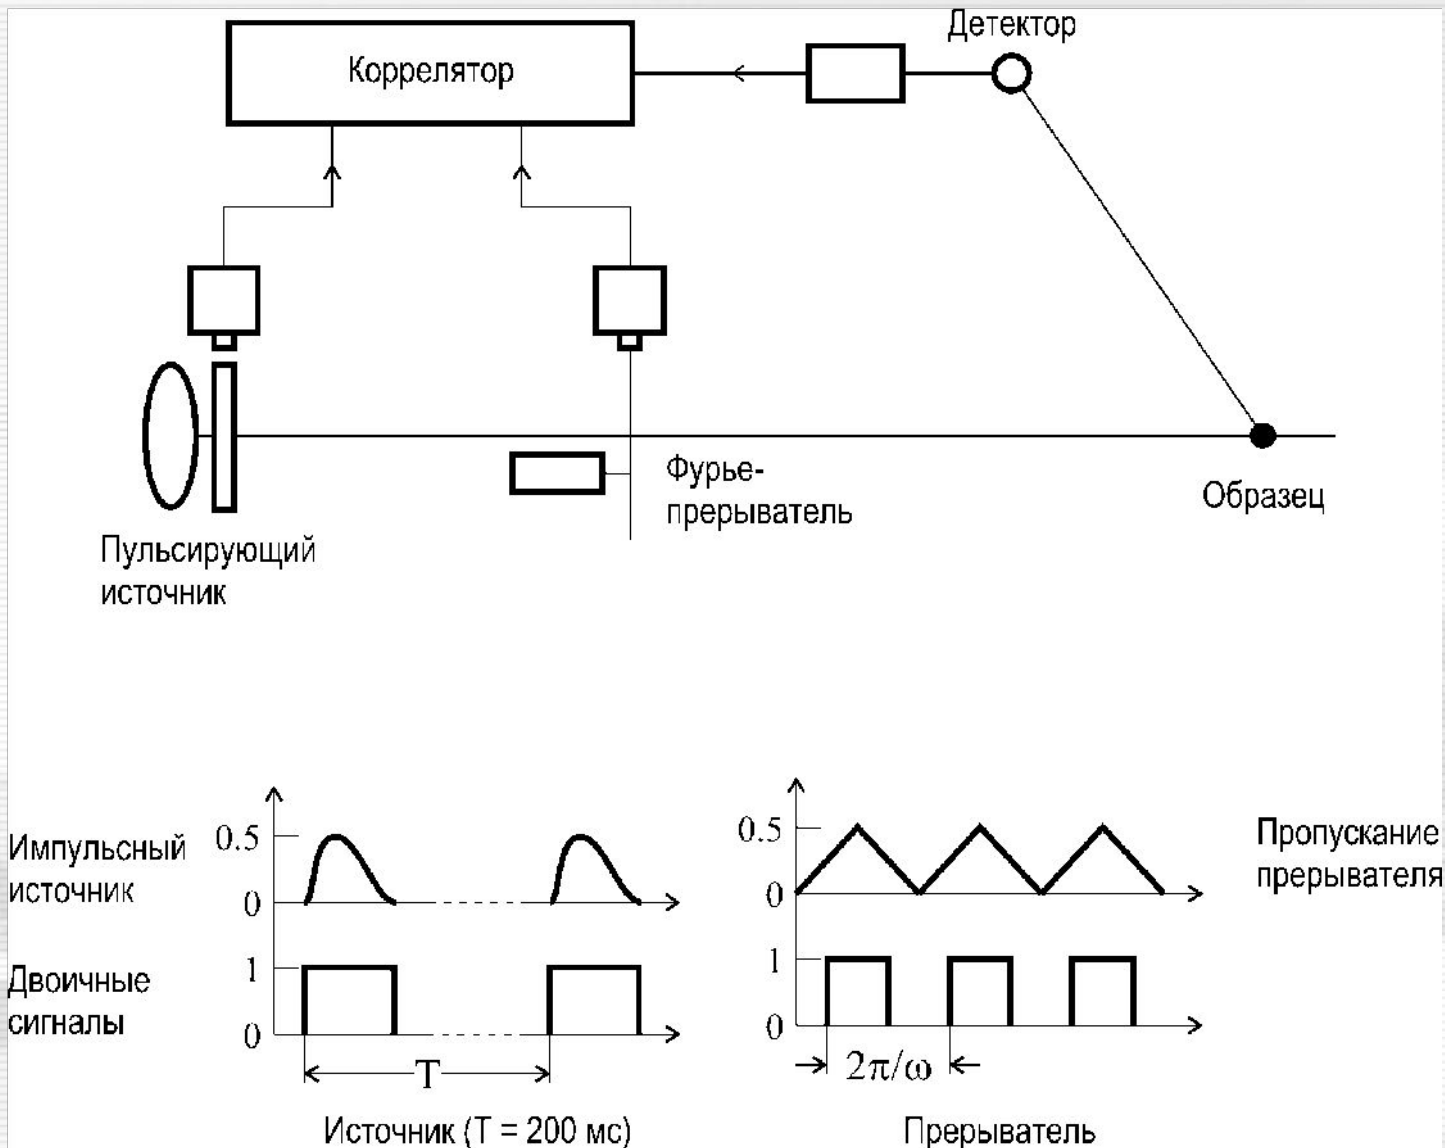 Детектор
Коррелятор
Фурье-
прерыватель
Образец
Пульсирующий
источник
Импульсный
источник
0.5
0
0.5
0
Пропускание
прерывателя
Двоичные
сигналы
1
0
1
0
T
2π/ω
Источник (T = 200 мс)
Прерыватель